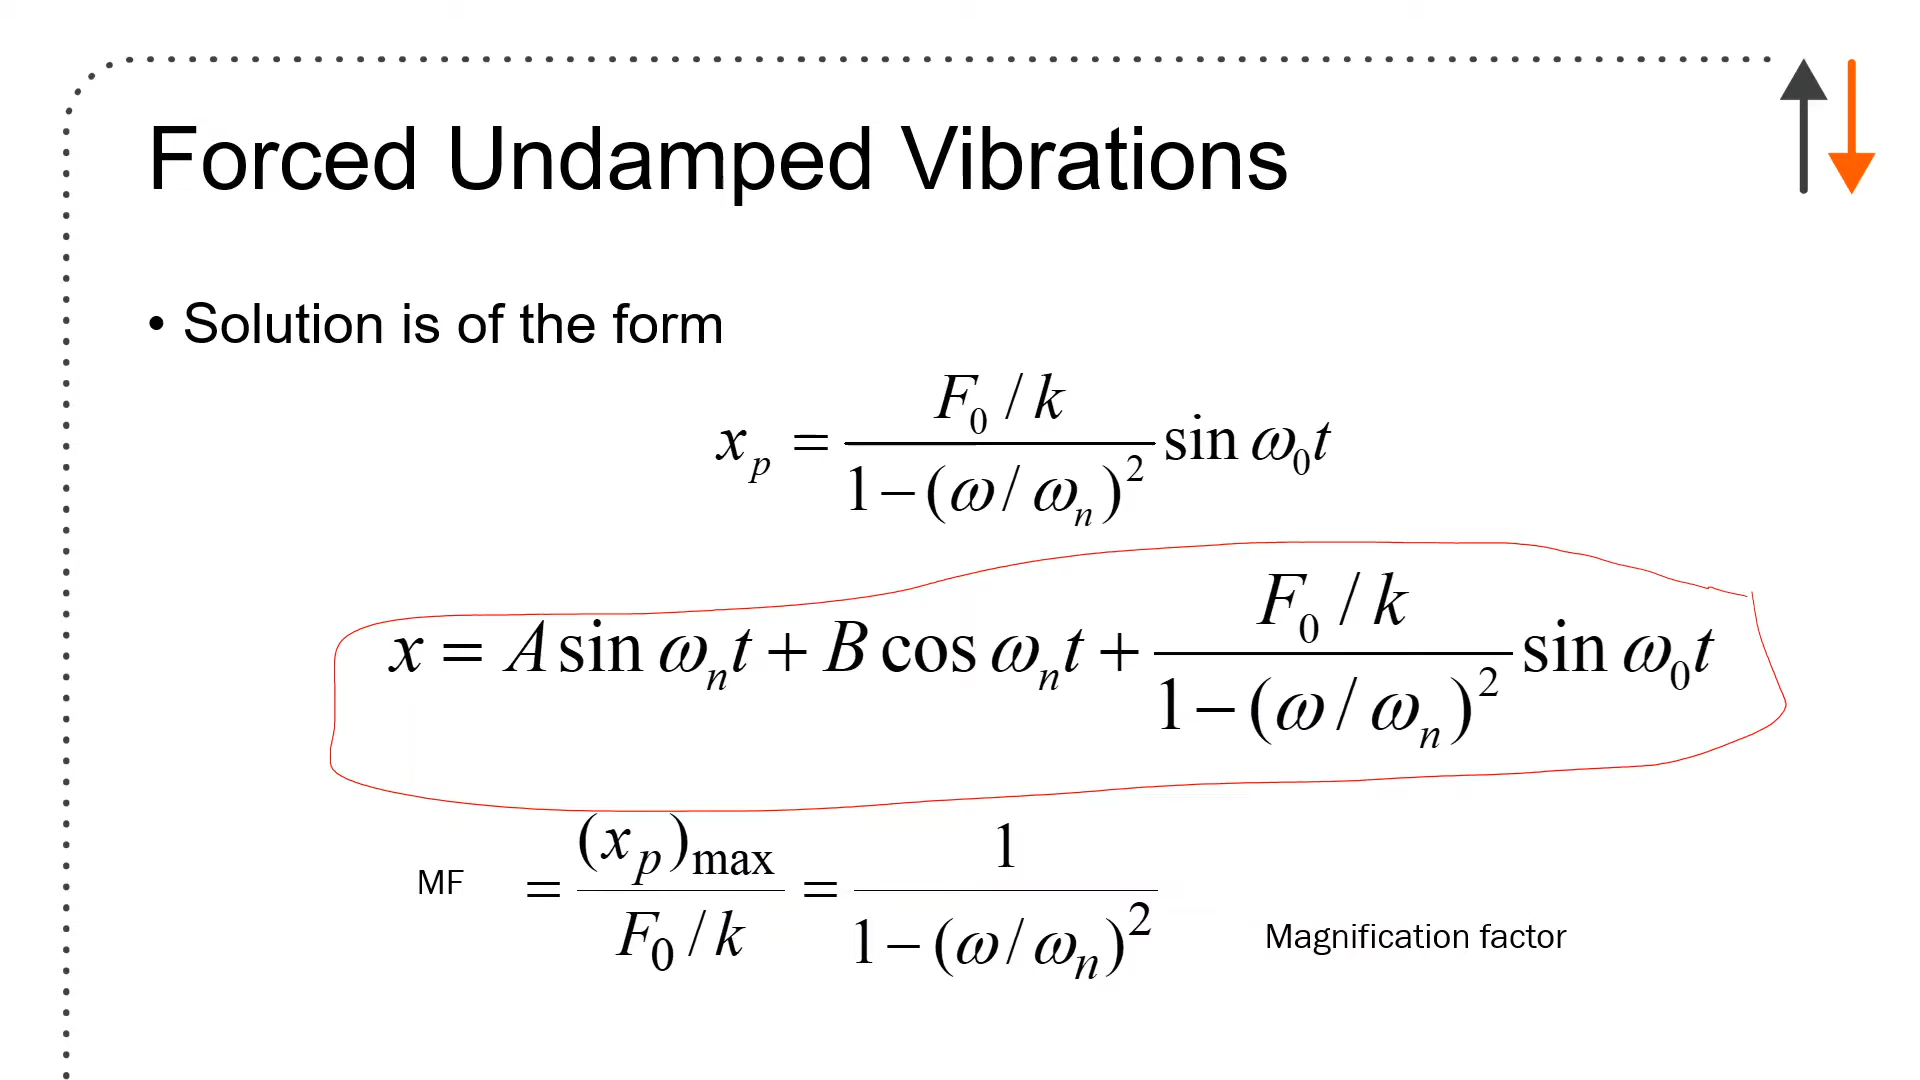 Forced Undamped Vibrations
• Solution is of the form
x_p = (F_0 / k) / (1 − (ω / ω_n)^2) sin ω_0 t
x = A sin ω_n t + B cos ω_n t + (F_0 / k) / (1 − (ω / ω_n)^2) sin ω_0 t
MF = (x_p)_max / (F_0 / k) = 1 / (1 − (ω / ω_n)^2)
Magnification factor